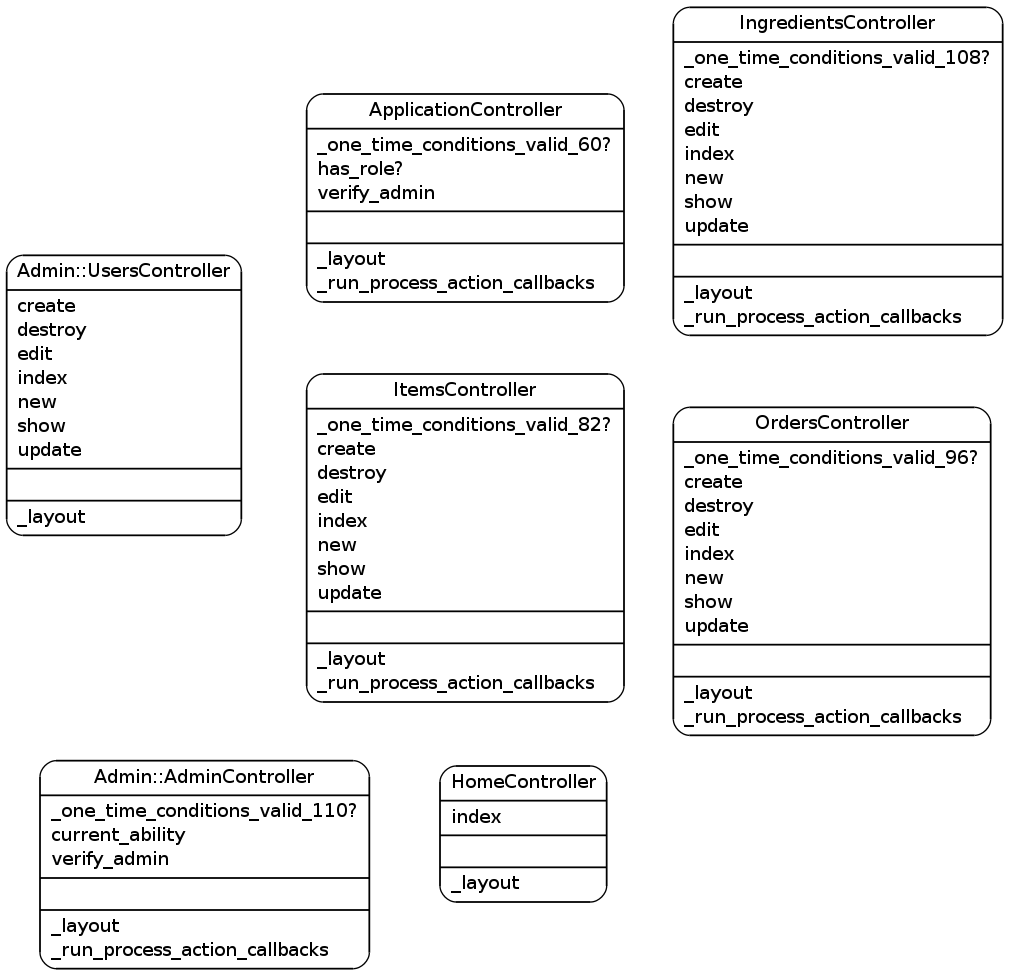 IngredientsController
_one_time_conditions_valid_108?
create
destroy
edit
index
new
show
update
_layout
_run_process_action_callbacks
ApplicationController
_one_time_conditions_valid_60?
has_role?
verify_admin
_layout
_run_process_action_callbacks
Admin::UsersController
create
destroy
edit
index
new
show
update
_layout
ItemsController
_one_time_conditions_valid_82?
create
destroy
edit
index
new
show
update
_layout
_run_process_action_callbacks
OrdersController
_one_time_conditions_valid_96?
create
destroy
edit
index
new
show
update
_layout
_run_process_action_callbacks
Admin::AdminController
_one_time_conditions_valid_110?
current_ability
verify_admin
_layout
_run_process_action_callbacks
HomeController
index
_layout